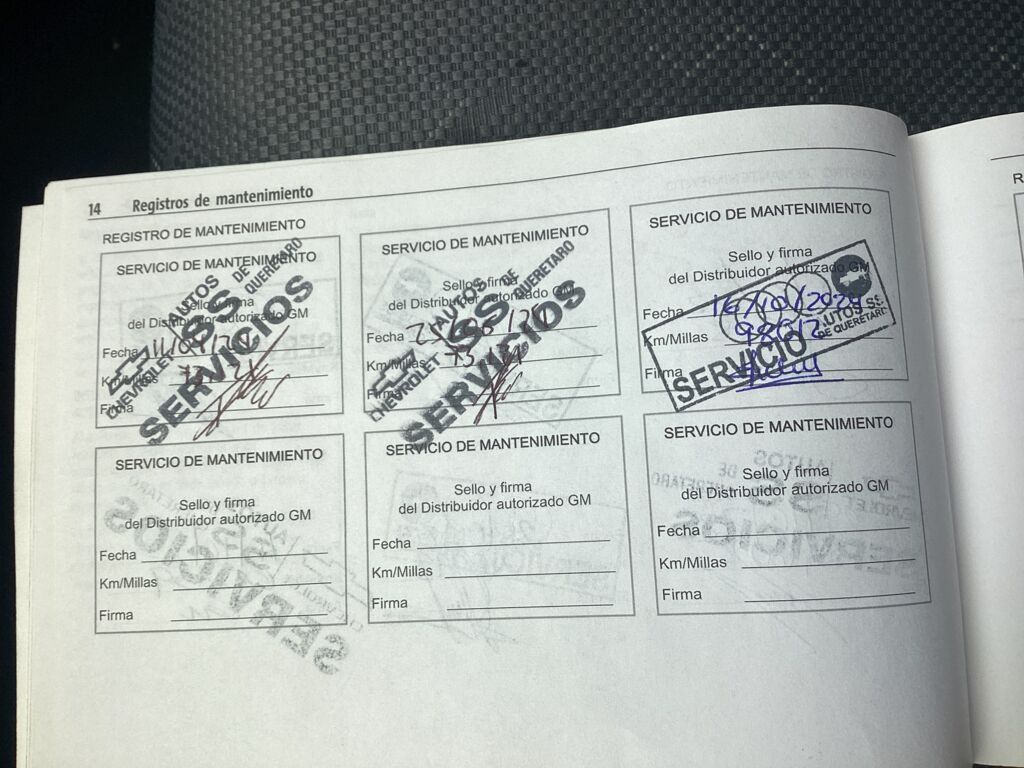 14 Registros de mantenimiento
REGISTRO DE MANTENIMIENTO
SERVICIO DE MANTENIMIENTO
Sello y firma
del Distribuidor autorizado GM
Fecha
Km/Millas
Firma
AUTOS SS
DE QUERETARO
CHEVROLET
SERVICIOS
SERVICIO DE MANTENIMIENTO
Sello y firma
del Distribuidor autorizado GM
Fecha
Km/Millas
Firma
AUTOS SS
DE QUERETARO
CHEVROLET
SERVICIOS
SERVICIO DE MANTENIMIENTO
Sello y firma
del Distribuidor autorizado GM
Fecha 16/10/2024
Km/Millas
Firma
AUTOS SS
DE QUERETARO
SERVICIO
SERVICIO DE MANTENIMIENTO
Sello y firma
del Distribuidor autorizado GM
Fecha
Km/Millas
Firma
SERVICIO DE MANTENIMIENTO
Sello y firma
del Distribuidor autorizado GM
Fecha
Km/Millas
Firma
SERVICIO DE MANTENIMIENTO
Sello y firma
del Distribuidor autorizado GM
Fecha
Km/Millas
Firma
R